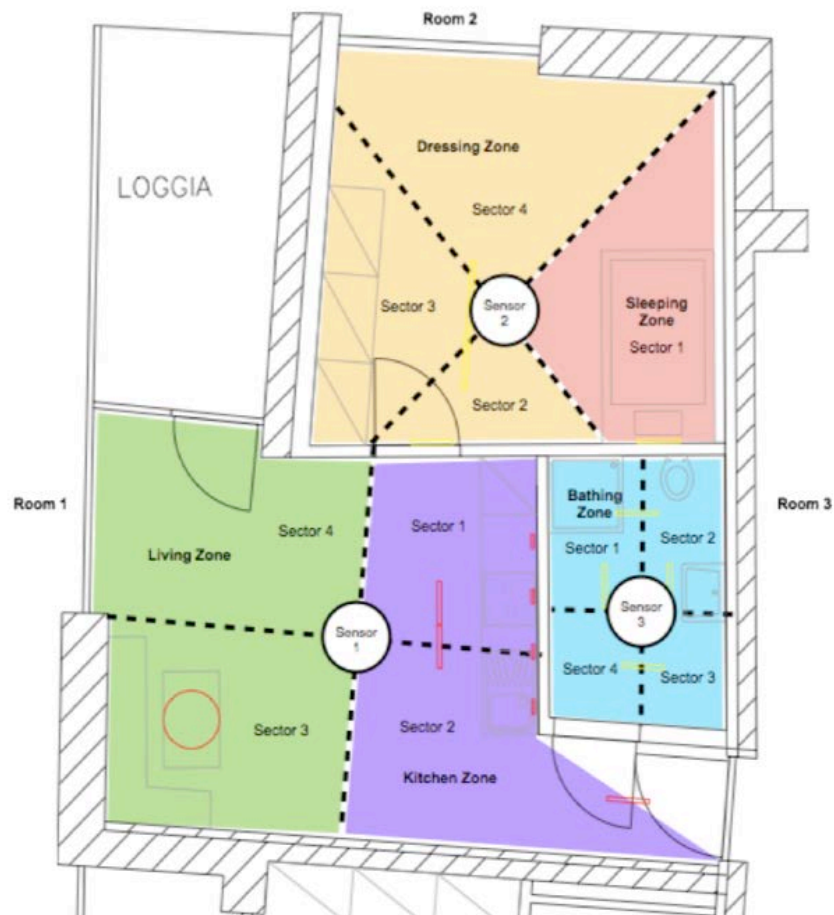 Room 2
Dressing Zone
LOGGIA
Sector 4
Sensor
2
Sector 3
Sleeping
Zone
Sector 1
Sector 2
Room 1
Room 3
Bathing
Zone
Sector 4
Sector 1
Living Zone
Sector 1
Sector 2
Sensor
3
Sensor
1
Sector 4
Sector 3
Sector 3
Sector 2
Kitchen Zone